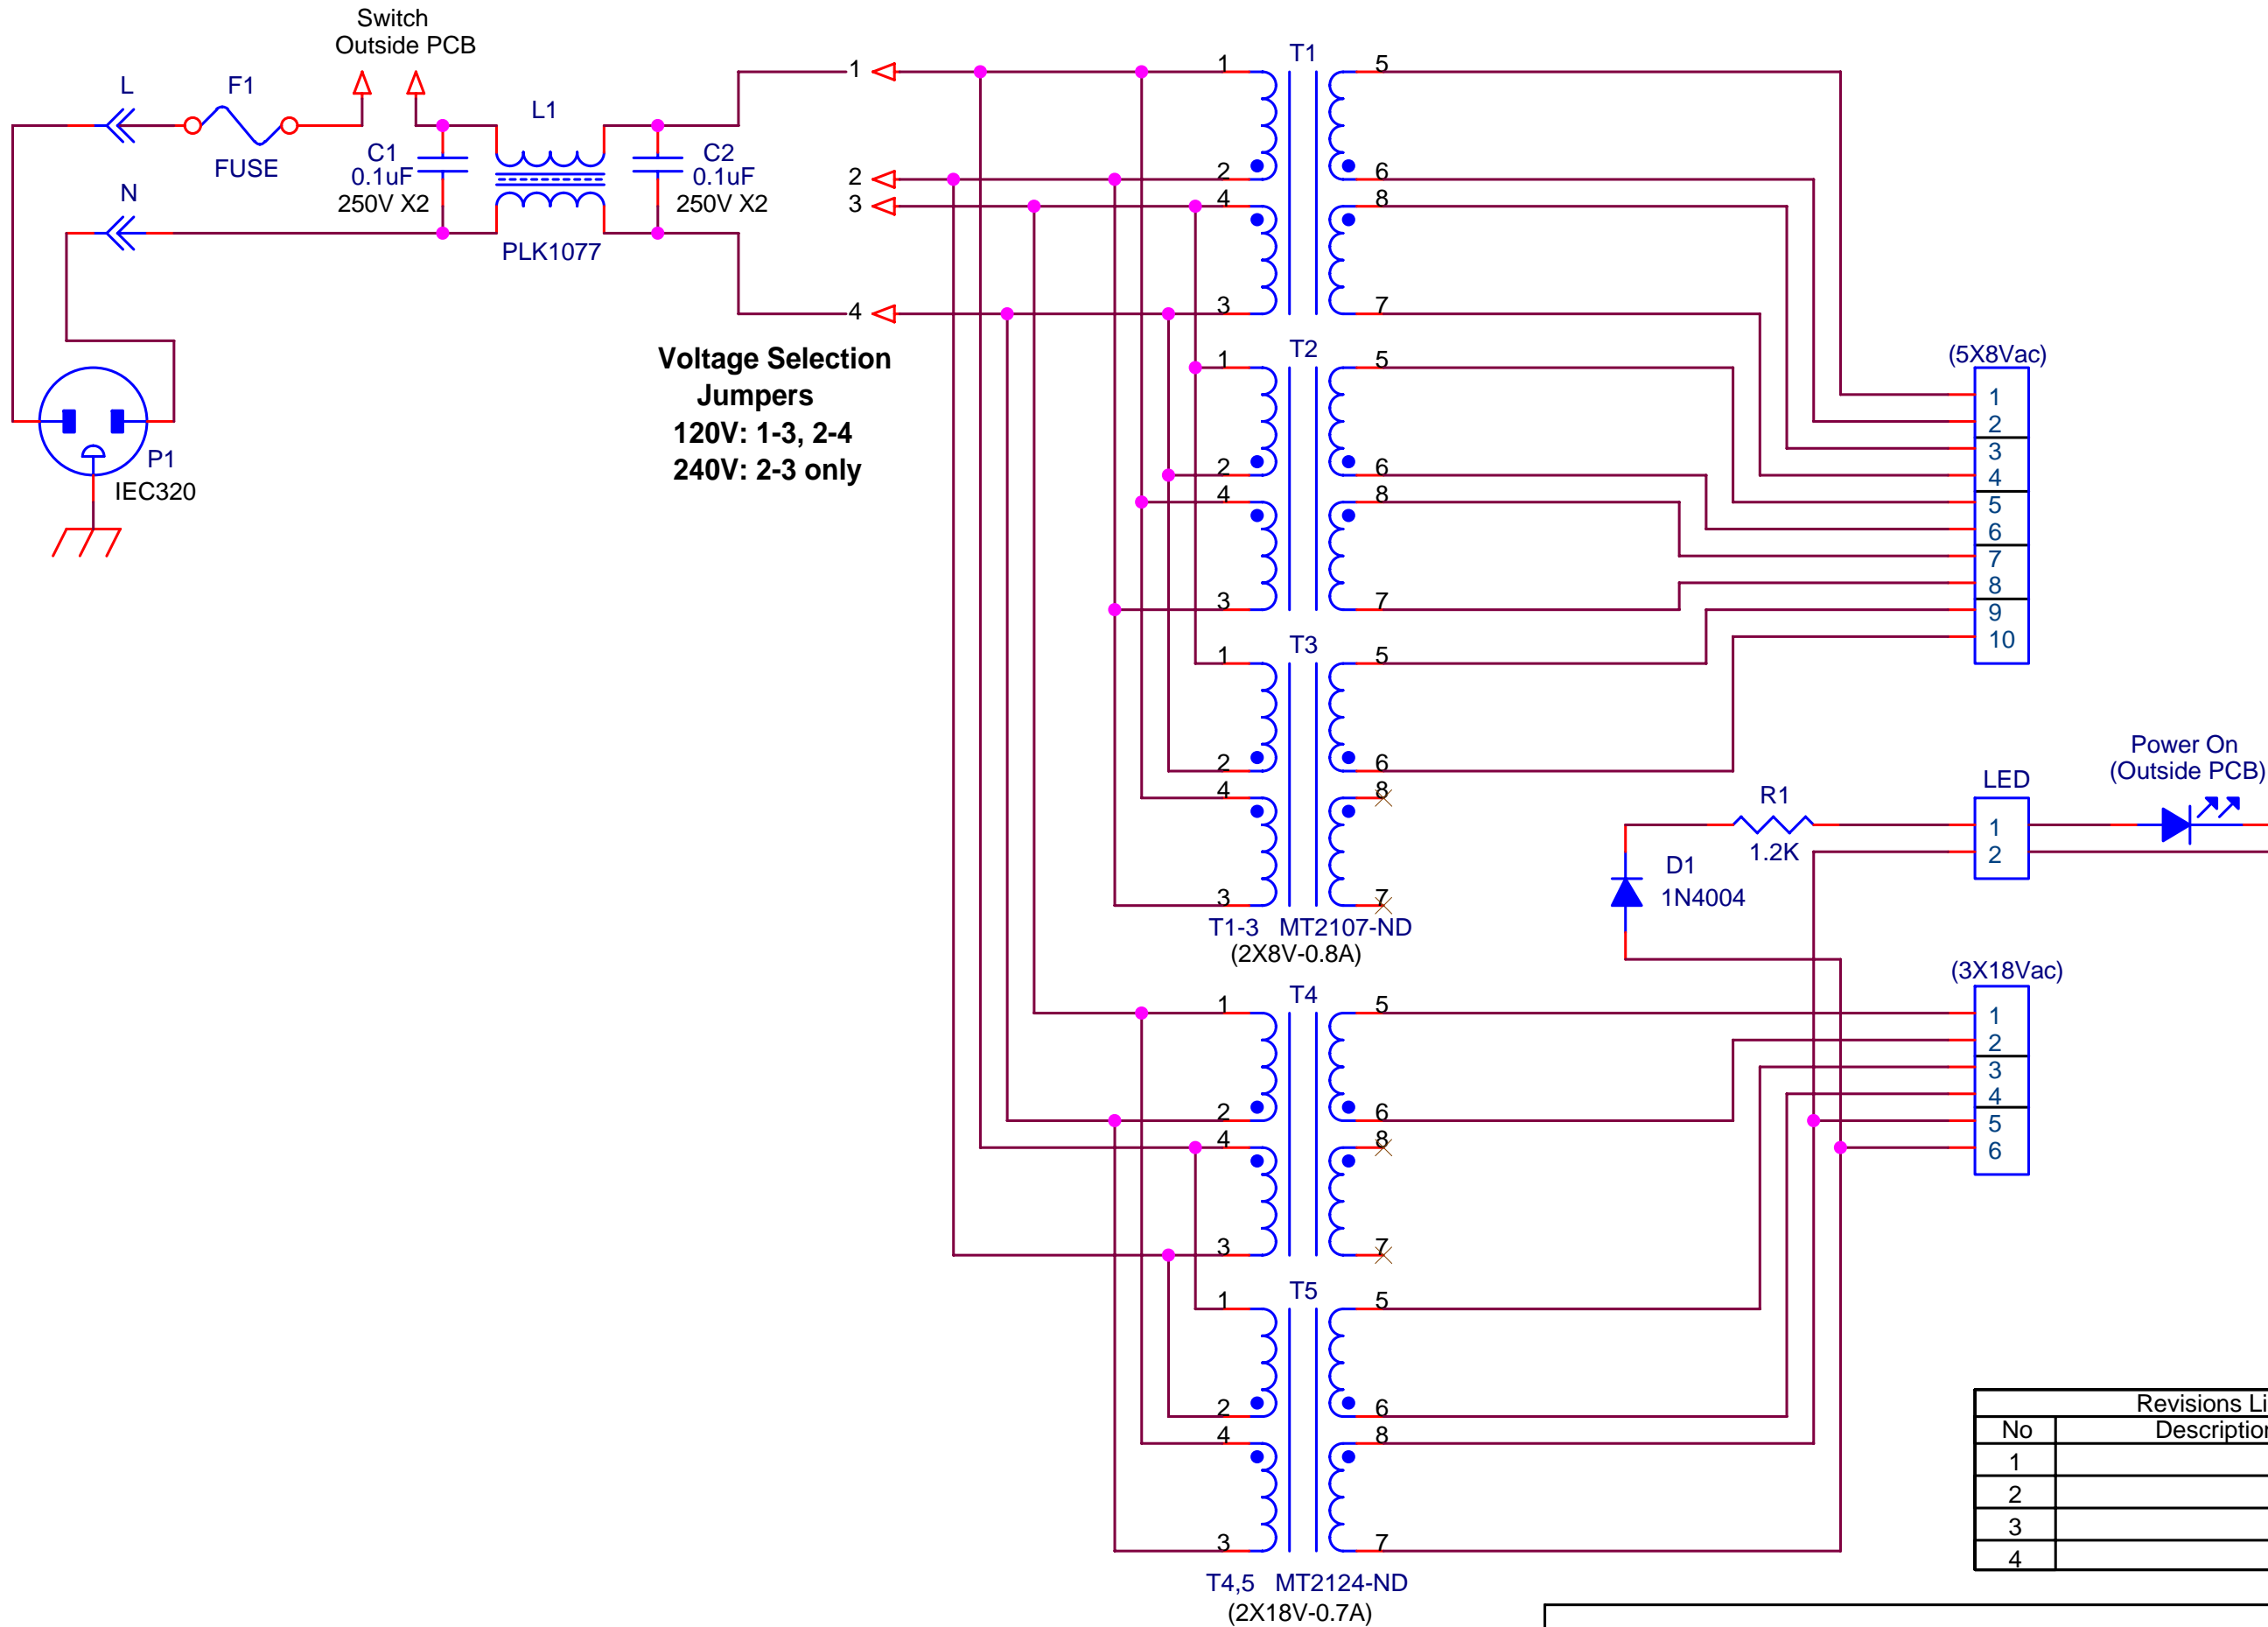 Switch
Outside PCB
L
F1
FUSE
N
C1
0.1uF
250V X2
L1
PLK1077
C2
0.1uF
250V X2
1
2
3
4
Voltage Selection
Jumpers
120V: 1-3, 2-4
240V: 2-3 only
P1
IEC320
T1
1
2
4
3
5
6
8
7
T2
1
2
4
3
5
6
8
7
T3
1
2
4
3
5
6
8
7
T1-3 MT2107-ND
(2X8V-0.8A)
T4
1
2
4
3
5
6
8
7
T5
1
2
4
3
5
6
8
7
T4,5 MT2124-ND
(2X18V-0.7A)
(5X8Vac)
1
2
3
4
5
6
7
8
9
10
Power On
(Outside PCB)
LED
1
2
R1
1.2K
D1
1N4004
(3X18Vac)
1
2
3
4
5
6
Revisions Li
No Description
1
2
3
4